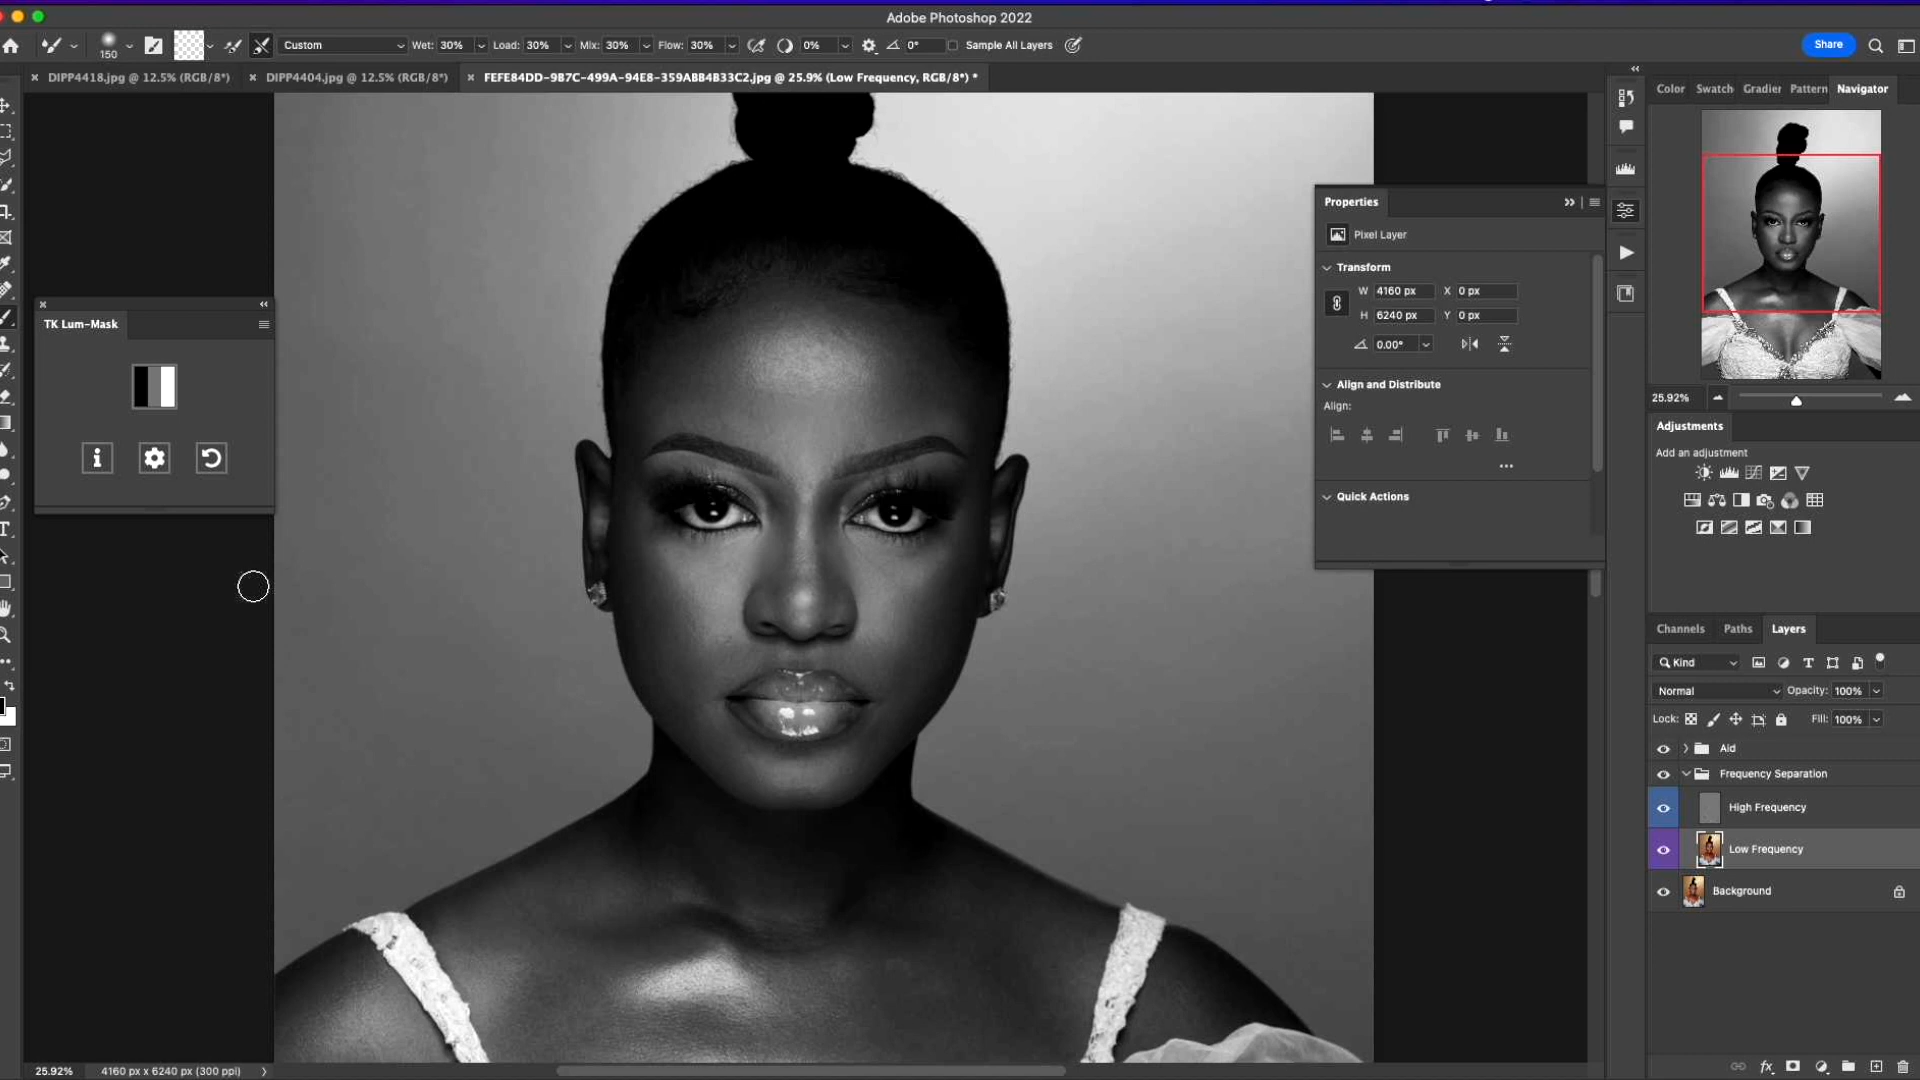 Adobe Photoshop 2022
150 Custom Wet: 30% Load: 30% Mix: 30% Flow: 30% 0% 0° Sample All Layers Share
DIPP4418.jpg @ 12.5% (RGB/8*) DIPP4404.jpg @ 12.5% (RGB/8*) FEFE84DD-9B7C-499A-94E8-359ABB4B33C2.jpg @ 25.9% (Low Frequency, RGB/8*) *
Color Swatch Gradier Pattern Navigator
Properties
Pixel Layer
Transform
W 4160 px X 0 px
H 6240 px Y 0 px
0.00°
Align and Distribute
Align:
Quick Actions
TK Lum-Mask
25.92%
Adjustments
Add an adjustment
Channels Paths Layers
Kind
Normal Opacity: 100%
Lock: Fill: 100%
Aid
Frequency Separation
High Frequency
Low Frequency
Background
25.92% 4160 px x 6240 px (300 ppi)